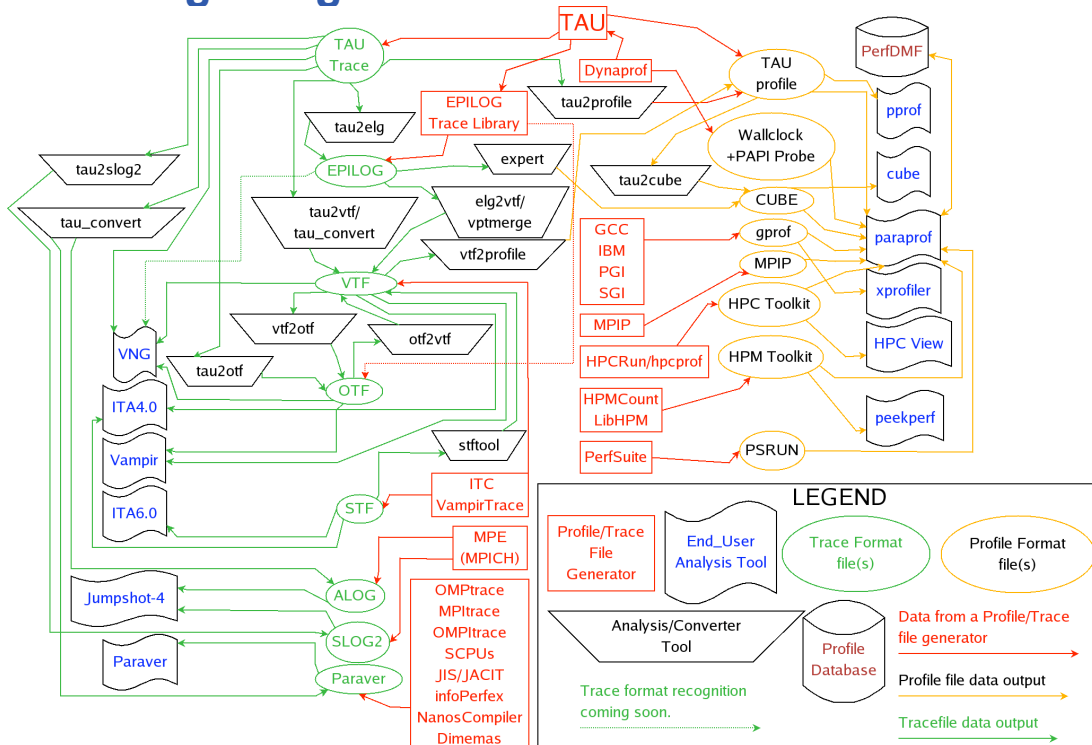 TAU
TAU
Trace
Dynaprof
TAU
profile
PerfDMF
EPILOG
Trace Library
tau2profile
pprof
tau2elg
Wallclock
+PAPI Probe
tau2slog2
EPILOG
expert
tau2cube
cube
tau_convert
tau2vtf/
tau_convert
elg2vtf/
vptmerge
CUBE
GCC
IBM
PGI
SGI
gprof
paraprof
vtf2profile
MPIP
VTF
xprofiler
HPC Toolkit
vtf2otf
otf2vtf
MPIP
VNG
HPC View
tau2otf
HPCRun/hpcprof
HPM Toolkit
OTF
ITA4.0
HPMCount
LibHPM
peekperf
stftool
Vampir
PerfSuite
PSRUN
ITC
VampirTrace
ITA6.0
STF
MPE
(MPICH)
Jumpshot-4
ALOG
OMPtrace
MPItrace
OMPItrace
SCPUs
JIS/JACIT
infoPerfex
NanosCompiler
Dimemas
SLOG2
Paraver
Paraver
LEGEND
Profile/Trace
File
Generator
End_User
Analysis Tool
Trace Format
file(s)
Profile Format
file(s)
Analysis/Converter
Tool
Profile
Database
Data from a Profile/Trace
file generator
Profile file data output
Trace format recognition
coming soon.
Tracefile data output